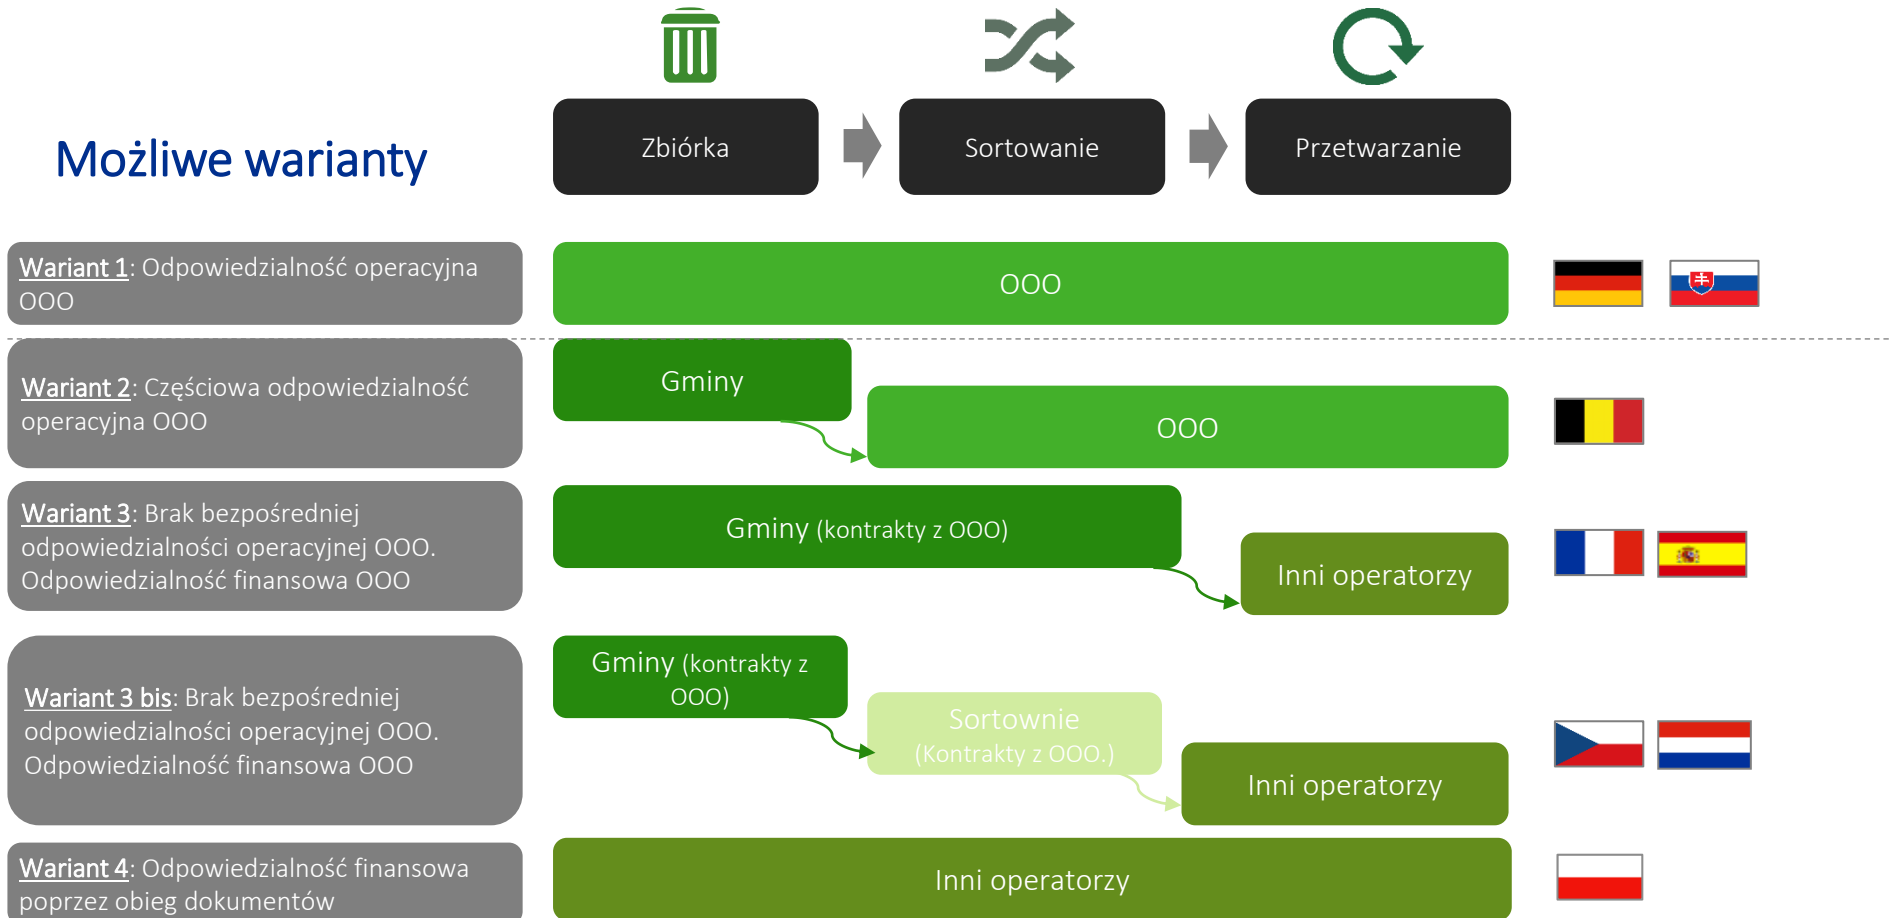 Możliwe warianty
Zbiórka
Sortowanie
Przetwarzanie
Wariant 1: Odpowiedzialność operacyjna
OOO
OOO
Wariant 2: Częściowa odpowiedzialność
operacyjna OOO
Gminy
OOO
Wariant 3: Brak bezpośredniej
odpowiedzialności operacyjnej OOO.
Odpowiedzialność finansowa OOO
Gminy (kontrakty z OOO)
Inni operatorzy
Wariant 3 bis: Brak bezpośredniej
odpowiedzialności operacyjnej OOO.
Odpowiedzialność finansowa OOO
Gminy (kontrakty z
OOO)
Sortownie
(Kontrakty z OOO.)
Inni operatorzy
Wariant 4: Odpowiedzialność finansowa
poprzez obieg dokumentów
Inni operatorzy